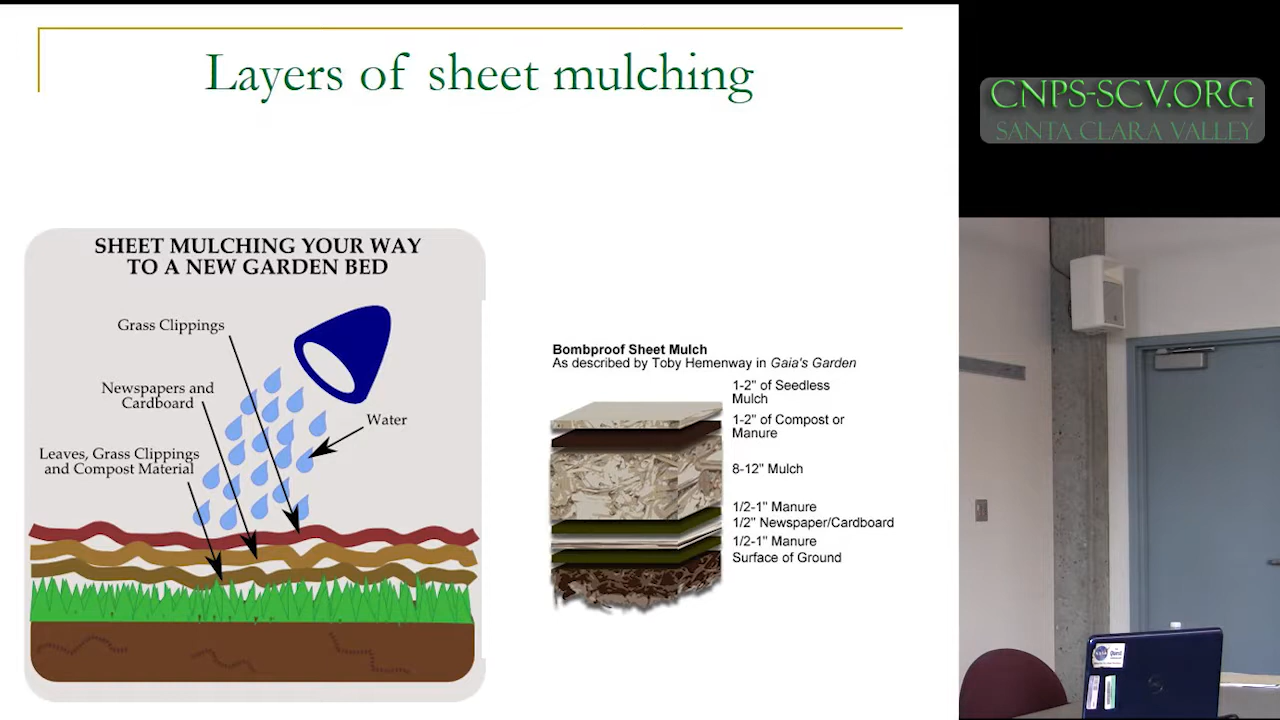 Layers of sheet mulching
CNPS-SCV.ORG
SANTA CLARA VALLEY
SHEET MULCHING YOUR WAY
TO A NEW GARDEN BED
Grass Clippings
Newspapers and
Cardboard
Water
Leaves, Grass Clippings
and Compost Material
Bombproof Sheet Mulch
As described by Toby Hemenway in Gaia's Garden
1-2" of Seedless
Mulch
1-2" of Compost or
Manure
8-12" Mulch
1/2-1" Manure
1/2" Newspaper/Cardboard
1/2-1" Manure
Surface of Ground